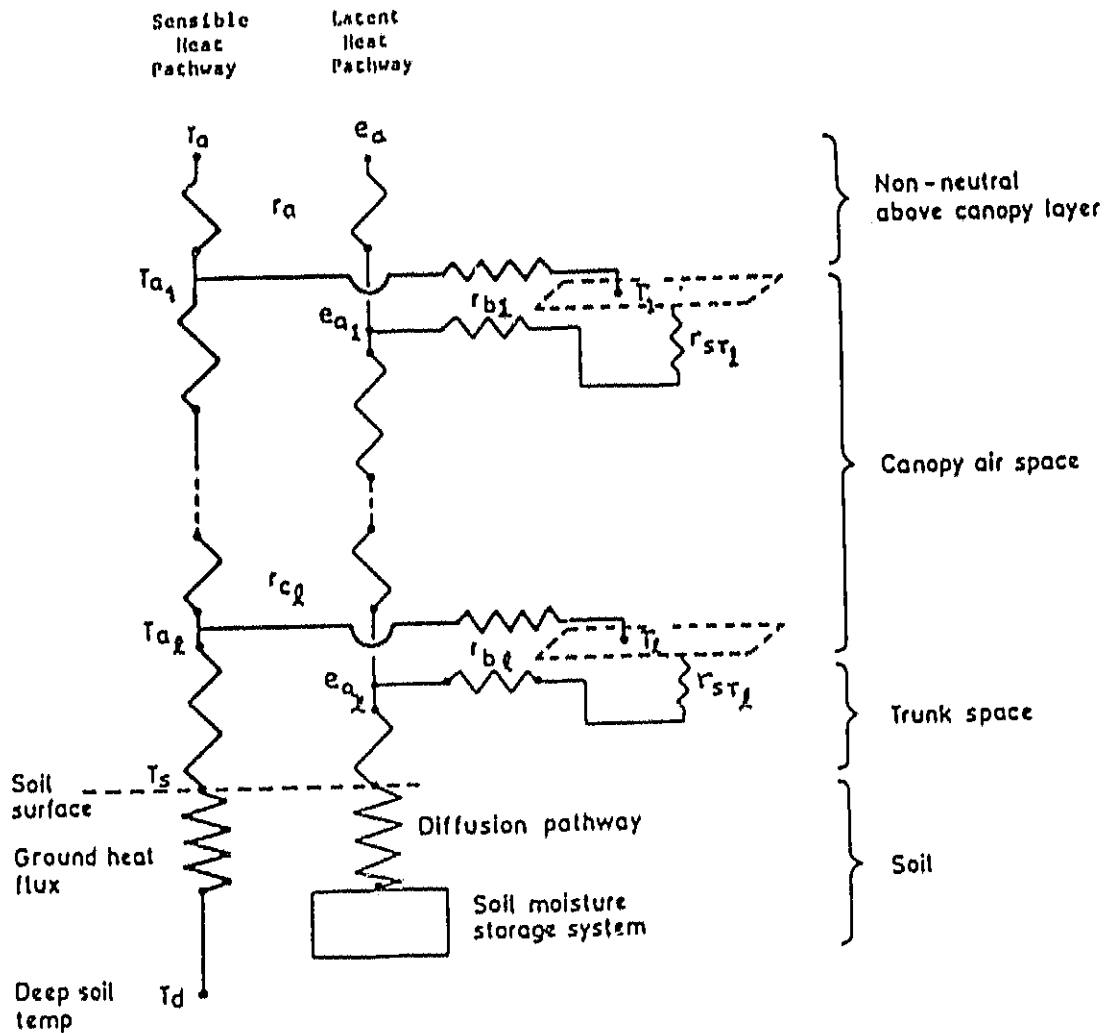 Sensible
Heat
Pathway
Latent
Heat
Pathway
Ta
ea
ra
Non-neutral
above canopy layer
Ta1
T1
rb1
ea1
rSTl
Canopy air space
rcl
Tal
Tl
rbl
eal
rSTl
Trunk space
Ts
Soil
surface
Diffusion pathway
Ground heat
flux
Soil
Soil moisture
storage system
Deep soil
temp
Td